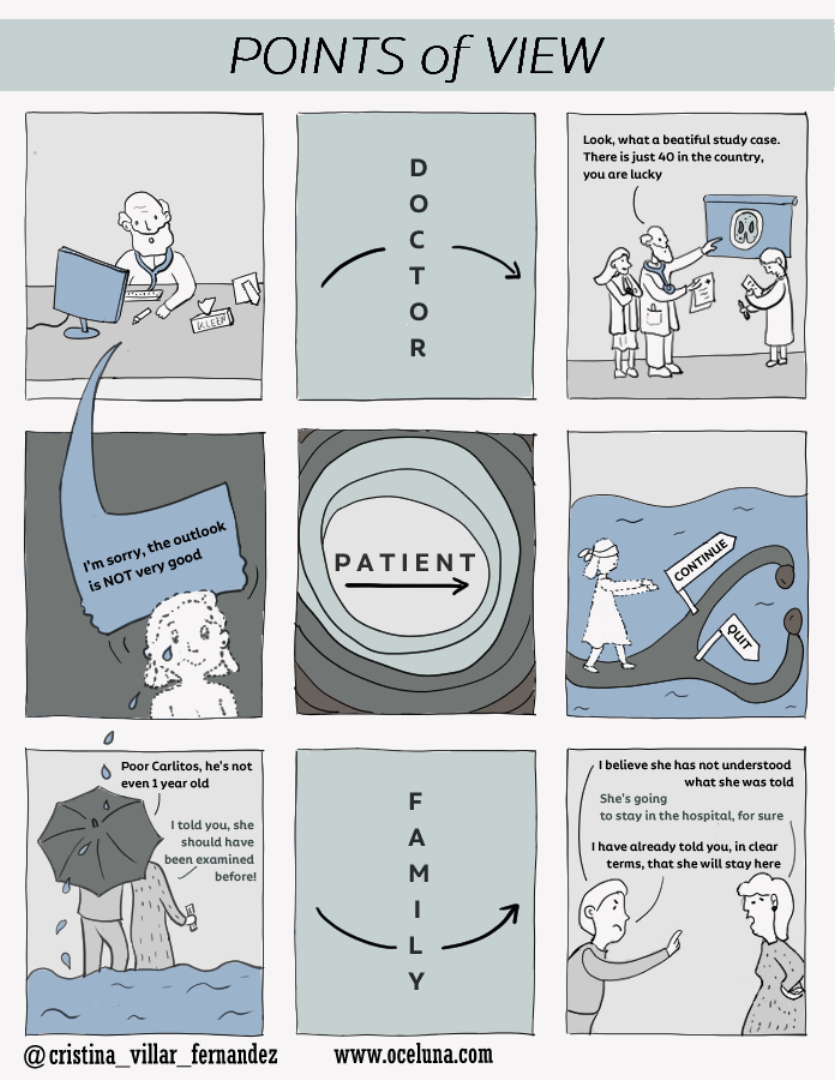 POINTS of VIEW
DOCTOR
Look, what a beatiful study case.
There is just 40 in the country,
you are lucky
KLEEN
I'm sorry, the outlook
is NOT very good
PATIENT
CONTINUE
QUIT
Poor Carlitos, he's not
even 1 year old
I told you, she
should have
been examined
before!
FAMILY
I believe she has not understood
what she was told
She's going
to stay in the hospital, for sure
I have already told you, in clear
terms, that she will stay here
@cristina_villar_fernandez
www.oceluna.com